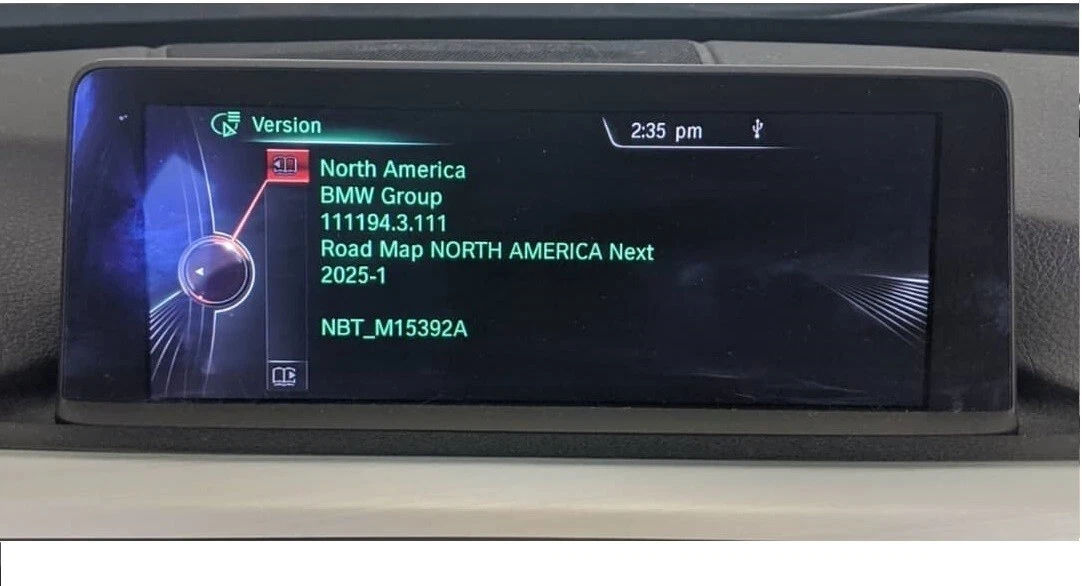 Version
2:35 pm
North America
BMW Group
111194.3.111
Road Map NORTH AMERICA Next
2025-1
NBT_M15392A